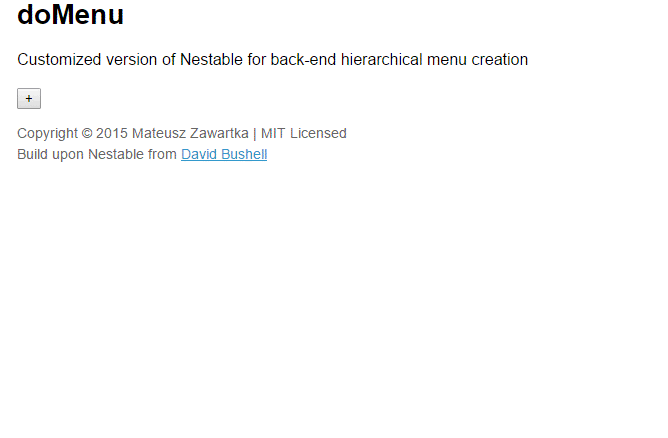 doMenu
Customized version of Nestable for back-end hierarchical menu creation
+
Copyright © 2015 Mateusz Zawartka | MIT Licensed
Build upon Nestable from David Bushell